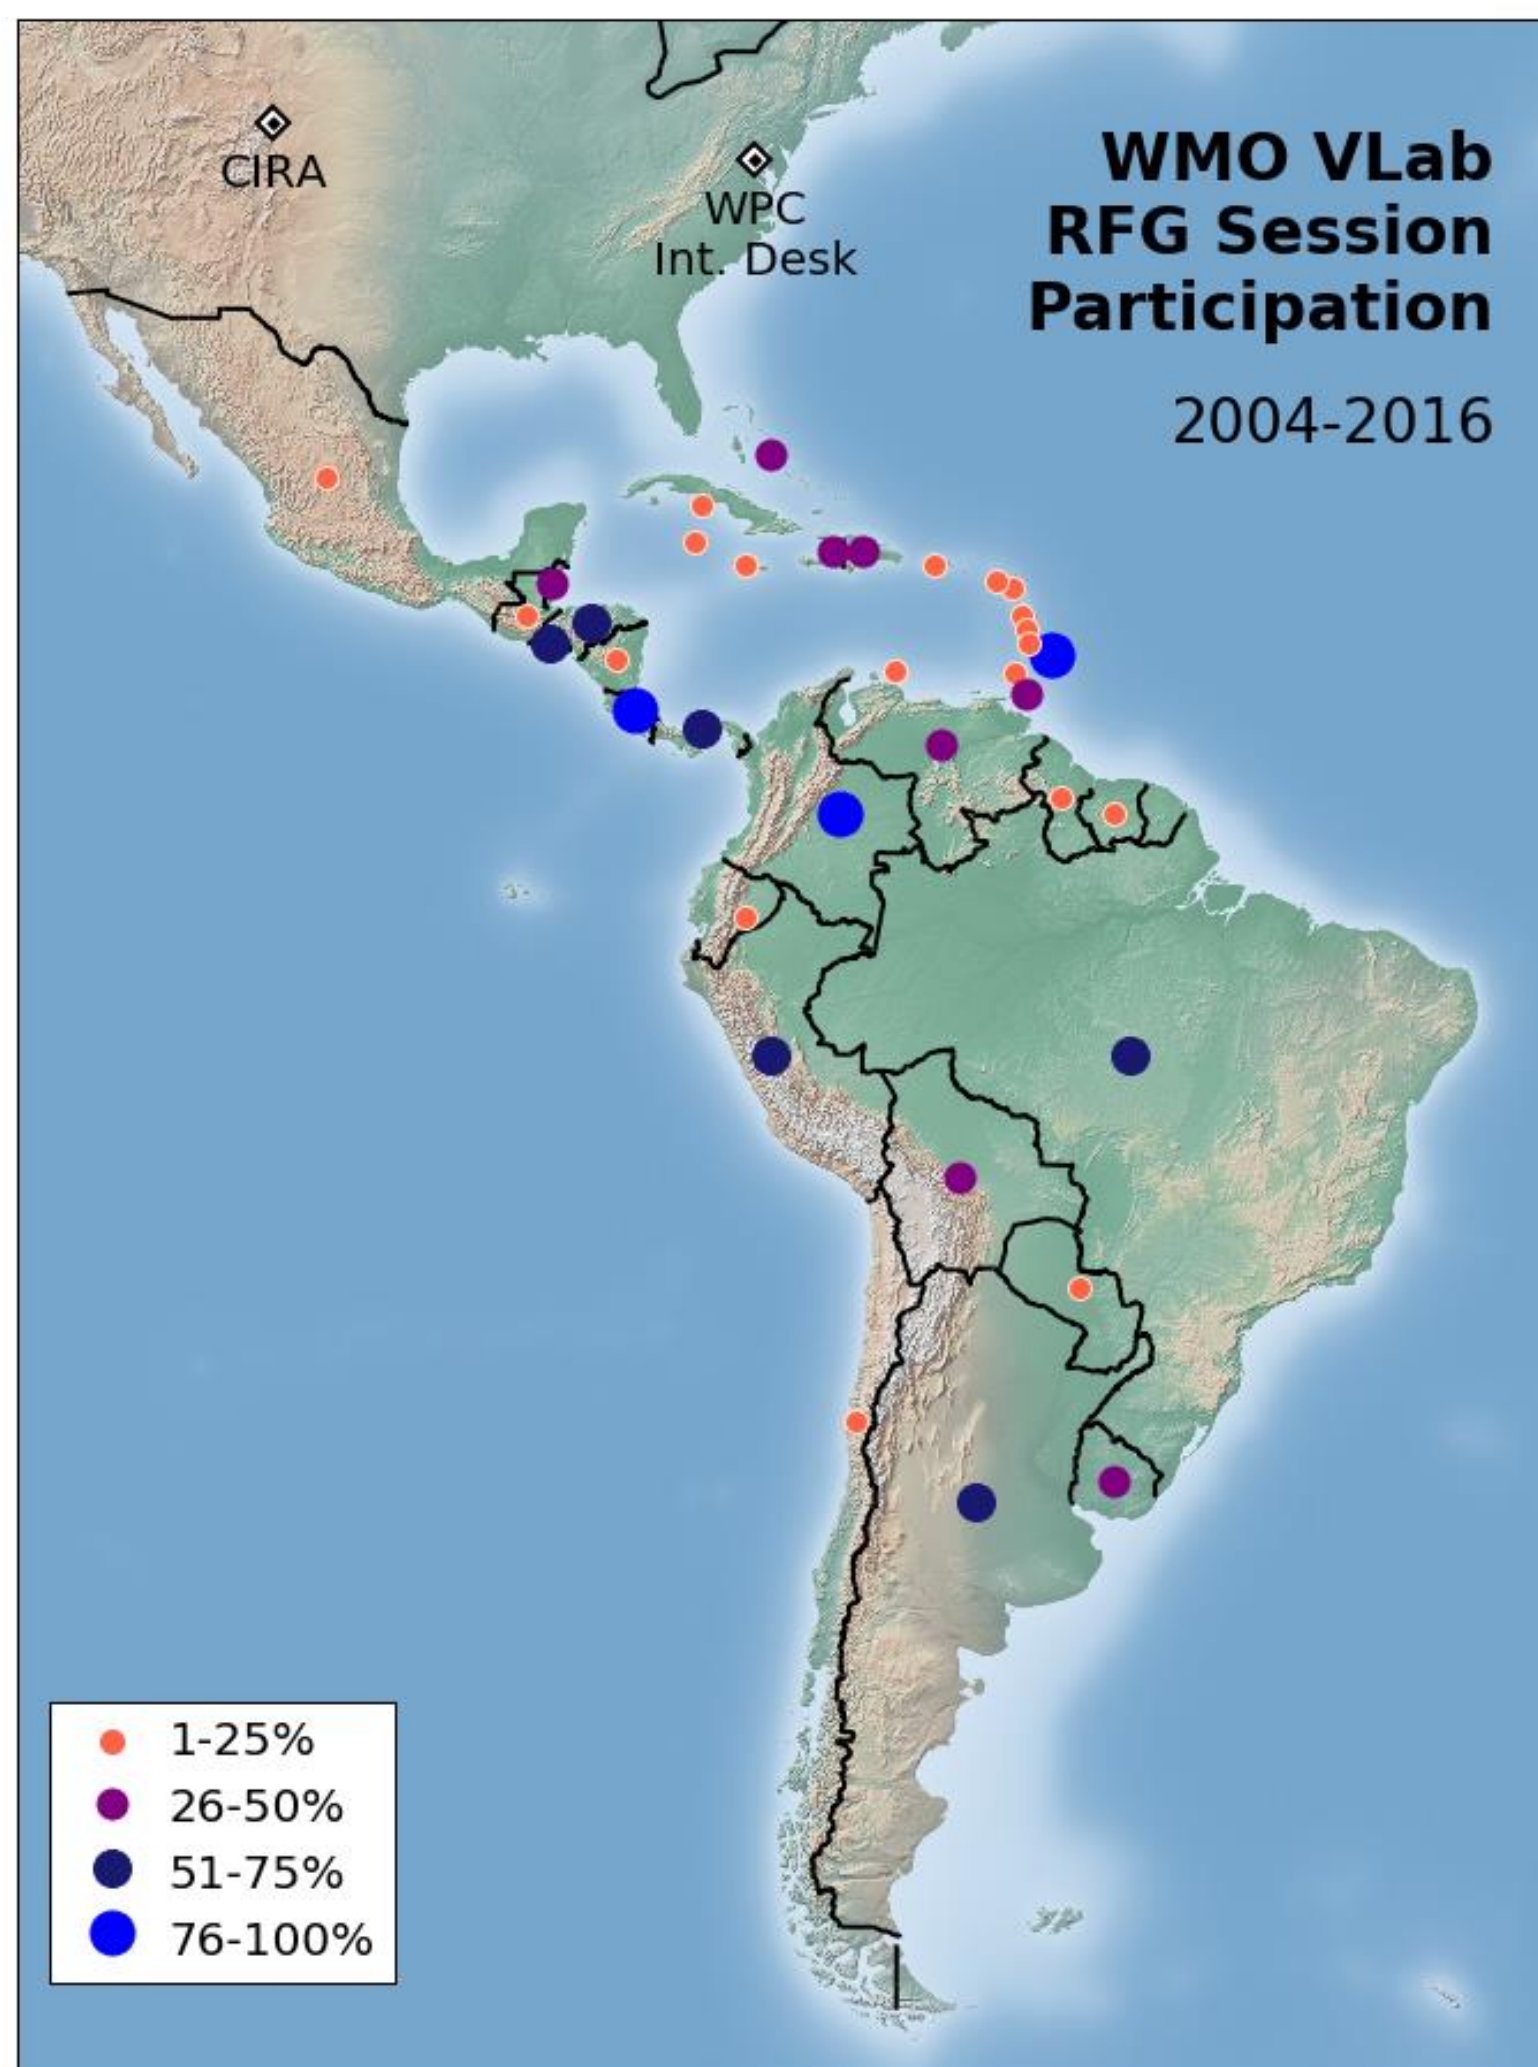 CIRA
WPC
Int. Desk
WMO VLab
RFG Session
Participation
2004-2016
1-25%
26-50%
51-75%
76-100%